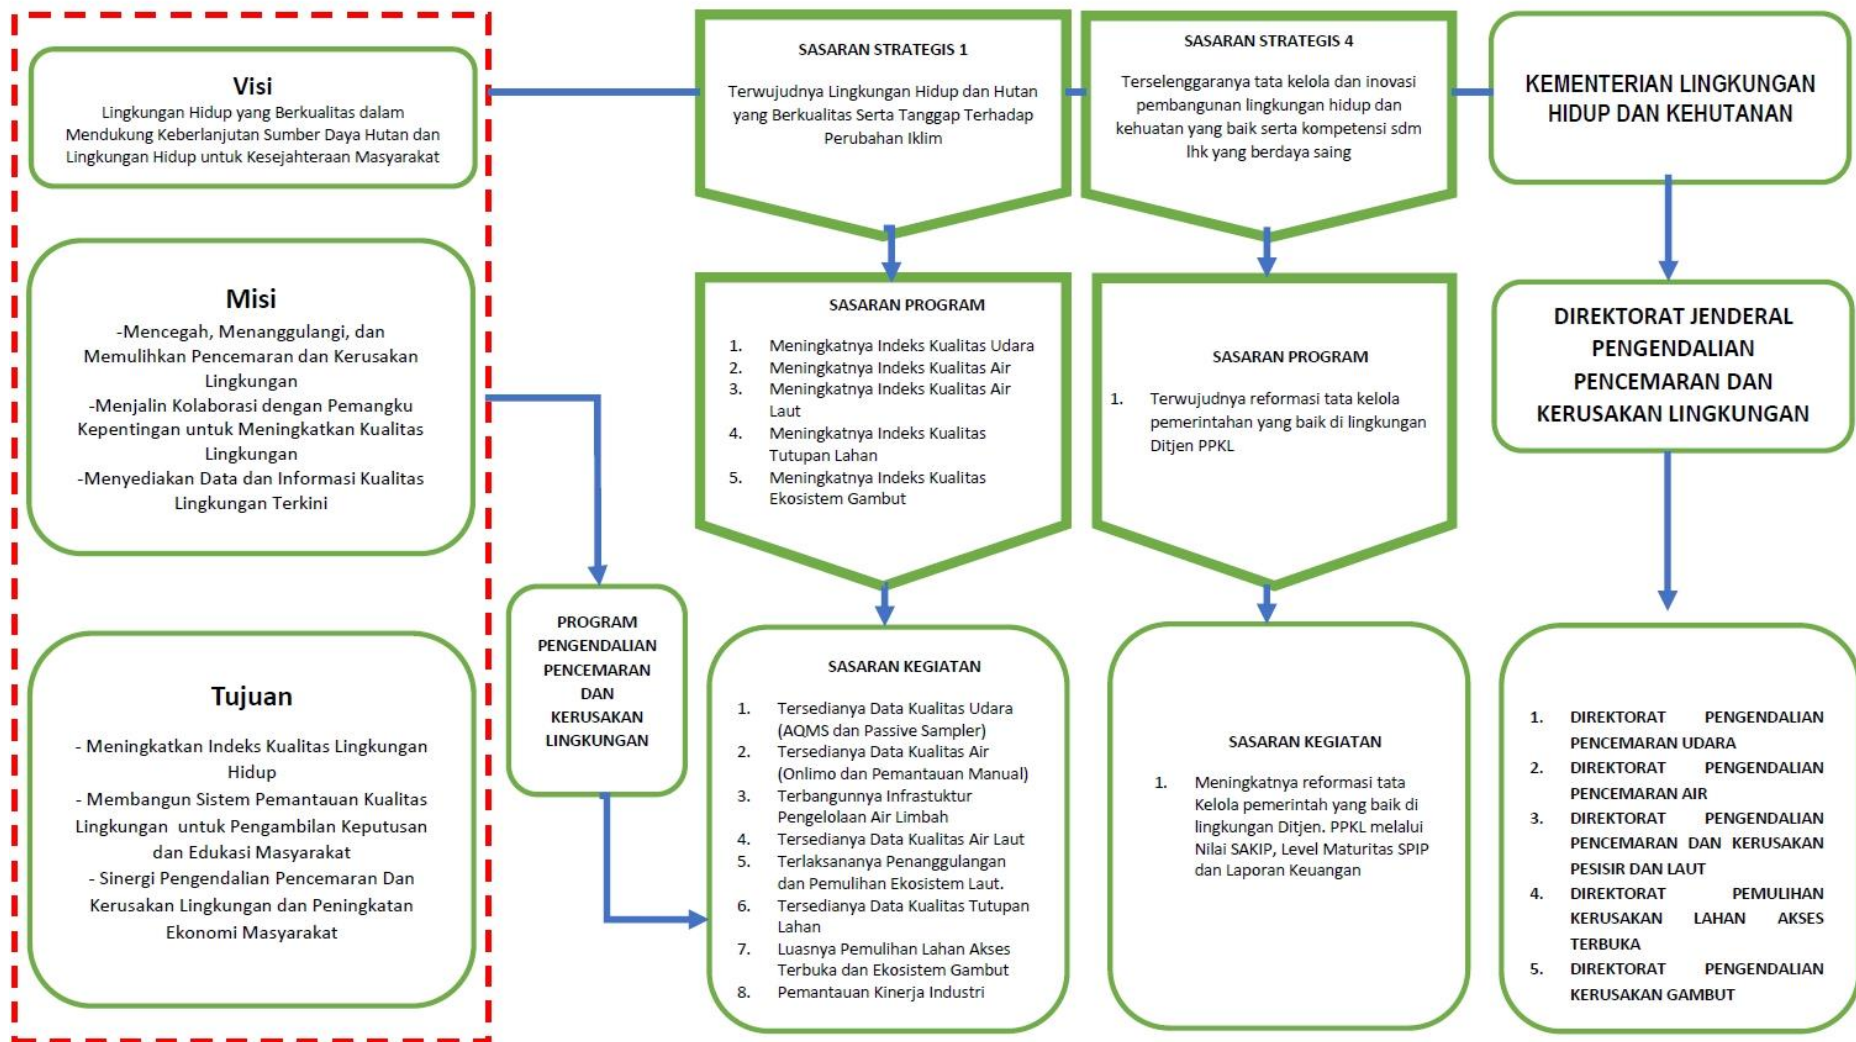 Visi
Lingkungan Hidup yang Berkualitas dalam
Mendukung Keberlanjutan Sumber Daya Hutan dan
Lingkungan Hidup untuk Kesejahteraan Masyarakat
Misi
-Mencegah, Menanggulangi, dan
Memulihkan Pencemaran dan Kerusakan
Lingkungan
-Menjalin Kolaborasi dengan Pemangku
Kepentingan untuk Meningkatkan Kualitas
Lingkungan
-Menyediakan Data dan Informasi Kualitas
Lingkungan Terkini
Tujuan
- Meningkatkan Indeks Kualitas Lingkungan
Hidup
- Membangun Sistem Pemantauan Kualitas
Lingkungan untuk Pengambilan Keputusan
dan Edukasi Masyarakat
- Sinergi Pengendalian Pencemaran Dan
Kerusakan Lingkungan dan Peningkatan
Ekonomi Masyarakat
PROGRAM
PENGENDALIAN
PENCEMARAN
DAN
KERUSAKAN
LINGKUNGAN
SASARAN STRATEGIS 1
Terwujudnya Lingkungan Hidup dan Hutan
yang Berkualitas Serta Tanggap Terhadap
Perubahan Iklim
SASARAN PROGRAM
1. Meningkatnya Indeks Kualitas Udara
2. Meningkatnya Indeks Kualitas Air
3. Meningkatnya Indeks Kualitas Air
Laut
4. Meningkatnya Indeks Kualitas
Tutupan Lahan
5. Meningkatnya Indeks Kualitas
Ekosistem Gambut
SASARAN KEGIATAN
1. Tersedianya Data Kualitas Udara
(AQMS dan Passive Sampler)
2. Tersedianya Data Kualitas Air
(Onlimo dan Pemantauan Manual)
3. Terbangunnya Infrastuktur
Pengelolaan Air Limbah
4. Tersedianya Data Kualitas Air Laut
5. Terlaksananya Penanggulangan
dan Pemulihan Ekosistem Laut.
6. Tersedianya Data Kualitas Tutupan
Lahan
7. Luasnya Pemulihan Lahan Akses
Terbuka dan Ekosistem Gambut
8. Pemantauan Kinerja Industri
SASARAN STRATEGIS 4
Terselenggaranya tata kelola dan inovasi
pembangunan lingkungan hidup dan
kehuatan yang baik serta kompetensi sdm
lhk yang berdaya saing
SASARAN PROGRAM
1. Terwujudnya reformasi tata kelola
pemerintahan yang baik di lingkungan
Ditjen PPKL
SASARAN KEGIATAN
1. Meningkatnya reformasi tata
Kelola pemerintah yang baik di
lingkungan Ditjen. PPKL melalui
Nilai SAKIP, Level Maturitas SPIP
dan Laporan Keuangan
KEMENTERIAN LINGKUNGAN
HIDUP DAN KEHUTANAN
DIREKTORAT JENDERAL
PENGENDALIAN
PENCEMARAN DAN
KERUSAKAN LINGKUNGAN
1. DIREKTORAT PENGENDALIAN
PENCEMARAN UDARA
2. DIREKTORAT PENGENDALIAN
PENCEMARAN AIR
3. DIREKTORAT PENGENDALIAN
PENCEMARAN DAN KERUSAKAN
PESISIR DAN LAUT
4. DIREKTORAT PEMULIHAN
KERUSAKAN LAHAN AKSES
TERBUKA
5. DIREKTORAT PENGENDALIAN
KERUSAKAN GAMBUT